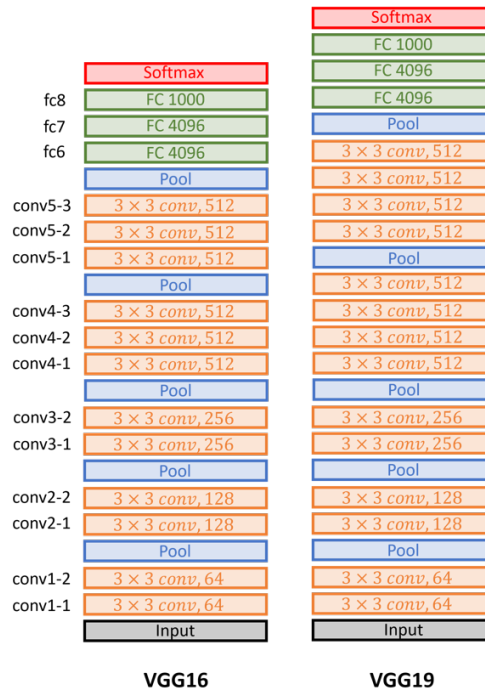 Softmax
fc8 FC 1000
fc7 FC 4096
fc6 FC 4096
Pool
conv5-3 3 × 3 conv, 512
conv5-2 3 × 3 conv, 512
conv5-1 3 × 3 conv, 512
Pool
conv4-3 3 × 3 conv, 512
conv4-2 3 × 3 conv, 512
conv4-1 3 × 3 conv, 512
Pool
conv3-2 3 × 3 conv, 256
conv3-1 3 × 3 conv, 256
Pool
conv2-2 3 × 3 conv, 128
conv2-1 3 × 3 conv, 128
Pool
conv1-2 3 × 3 conv, 64
conv1-1 3 × 3 conv, 64
Input
VGG16
Softmax
FC 1000
FC 4096
FC 4096
Pool
3 × 3 conv, 512
3 × 3 conv, 512
3 × 3 conv, 512
3 × 3 conv, 512
Pool
3 × 3 conv, 512
3 × 3 conv, 512
3 × 3 conv, 512
3 × 3 conv, 512
Pool
3 × 3 conv, 256
3 × 3 conv, 256
Pool
3 × 3 conv, 128
3 × 3 conv, 128
Pool
3 × 3 conv, 64
3 × 3 conv, 64
Input
VGG19